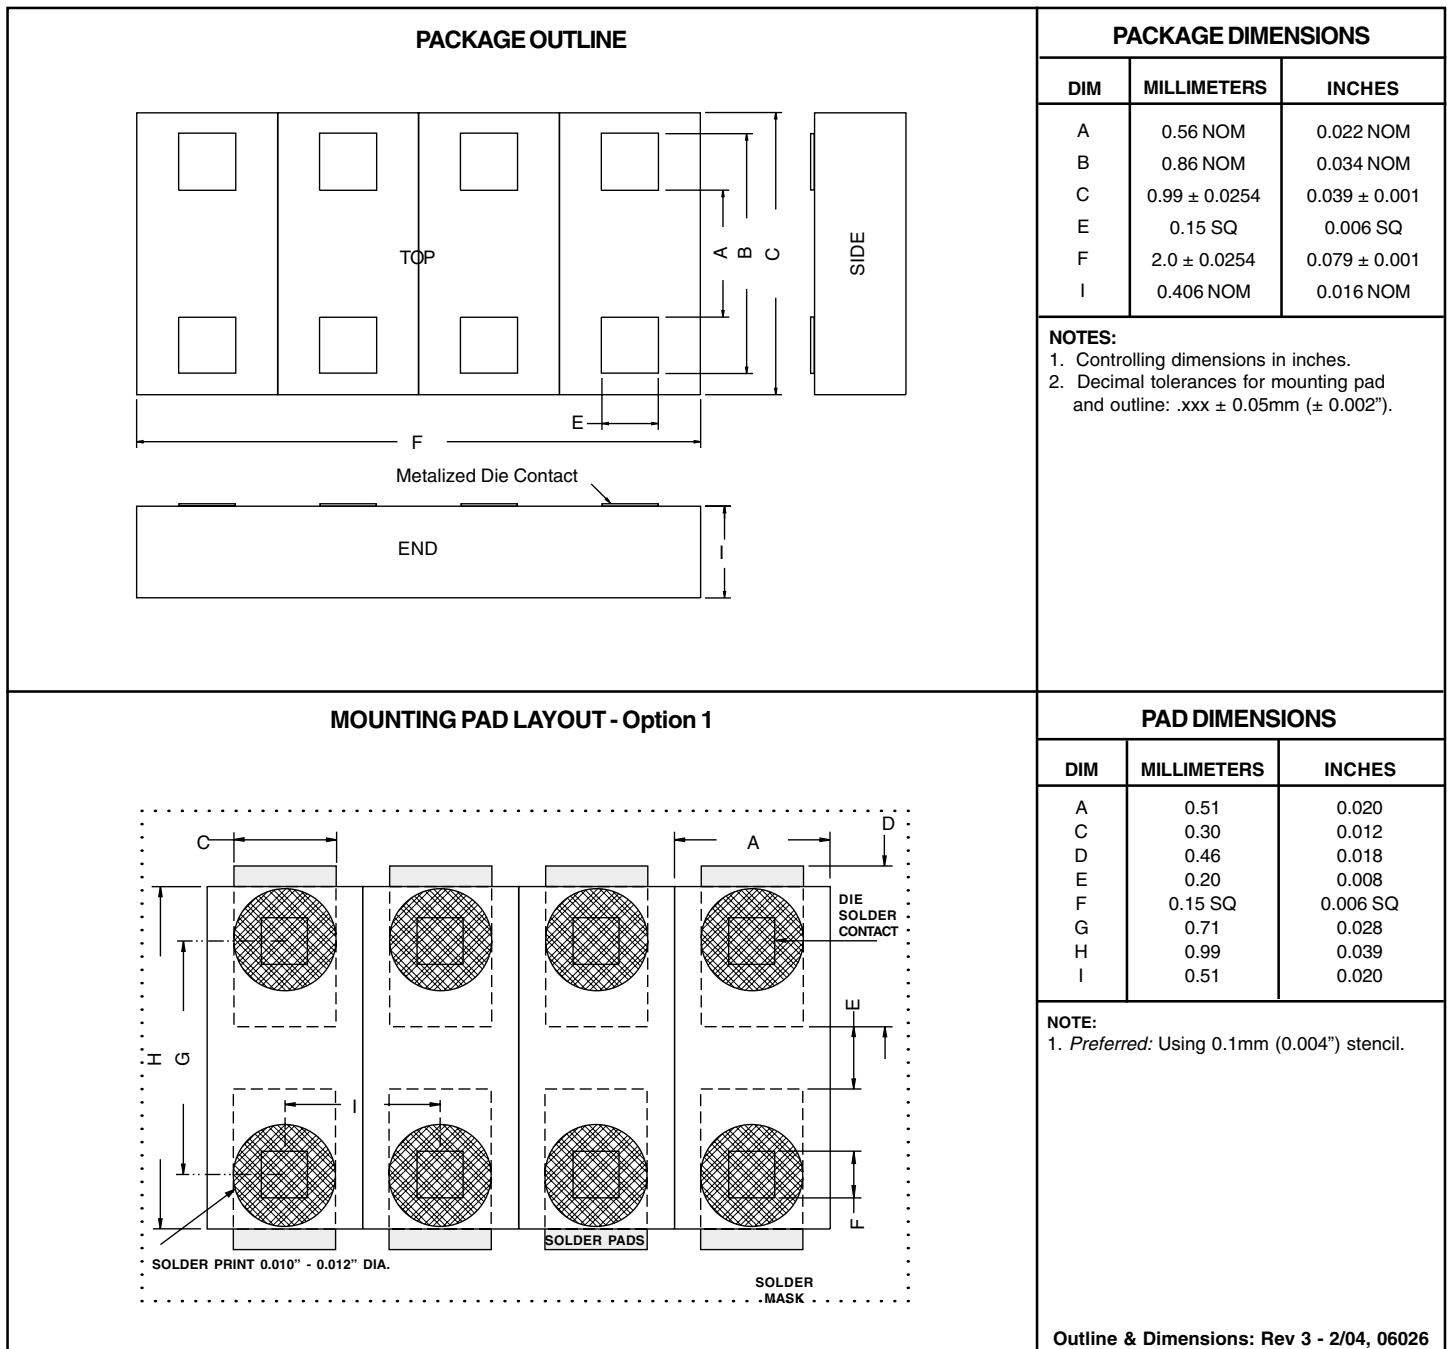 PACKAGE OUTLINE
TOP
A
B
C
SIDE
E
F
Metalized Die Contact
END
I
PACKAGE DIMENSIONS
DIM MILLIMETERS INCHES
A 0.56 NOM 0.022 NOM
B 0.86 NOM 0.034 NOM
C 0.99 ± 0.0254 0.039 ± 0.001
E 0.15 SQ 0.006 SQ
F 2.0 ± 0.0254 0.079 ± 0.001
I 0.406 NOM 0.016 NOM
NOTES:
1. Controlling dimensions in inches.
2. Decimal tolerances for mounting pad
and outline: .xxx ± 0.05mm (± 0.002”).
MOUNTING PAD LAYOUT - Option 1
C
A
D
DIE
SOLDER
CONTACT
E
H
G
I
F
SOLDER PADS
SOLDER PRINT 0.010” - 0.012” DIA.
SOLDER
MASK
PAD DIMENSIONS
DIM MILLIMETERS INCHES
A 0.51 0.020
C 0.30 0.012
D 0.46 0.018
E 0.20 0.008
F 0.15 SQ 0.006 SQ
G 0.71 0.028
H 0.99 0.039
I 0.51 0.020
NOTE:
1. Preferred: Using 0.1mm (0.004”) stencil.
Outline & Dimensions: Rev 3 - 2/04, 06026